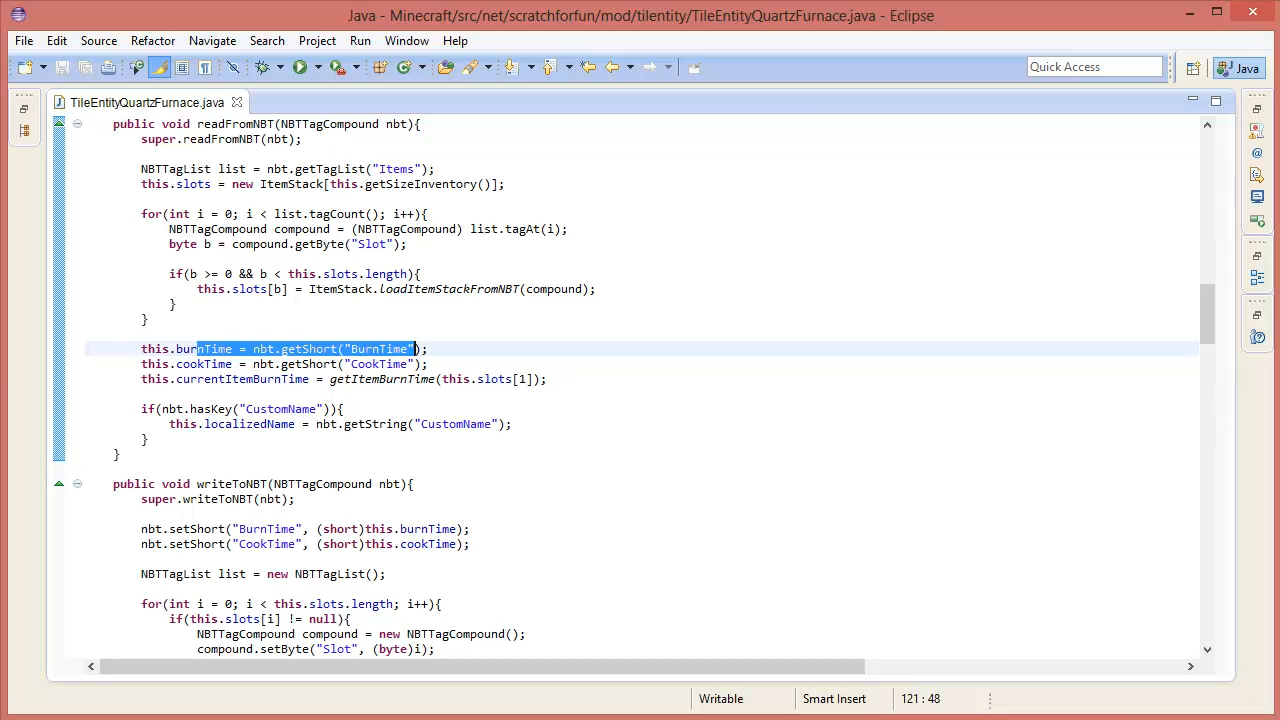 Java - Minecraft/src/net/scratchforfun/mod/tilentity/TileEntityQuartzFurnace.java - Eclipse
File Edit Source Refactor Navigate Search Project Run Window Help
Quick Access
Java
TileEntityQuartzFurnace.java
public void readFromNBT(NBTTagCompound nbt){
super.readFromNBT(nbt);
NBTTagList list = nbt.getTagList("Items");
this.slots = new ItemStack[this.getSizeInventory()];
for(int i = 0; i < list.tagCount(); i++){
NBTTagCompound compound = (NBTTagCompound) list.tagAt(i);
byte b = compound.getByte("Slot");
if(b >= 0 && b < this.slots.length){
this.slots[b] = ItemStack.loadItemStackFromNBT(compound);
}
}
this.burnTime = nbt.getShort("BurnTime");
this.cookTime = nbt.getShort("CookTime");
this.currentItemBurnTime = getItemBurnTime(this.slots[1]);
if(nbt.hasKey("CustomName")){
this.localizedName = nbt.getString("CustomName");
}
}
public void writeToNBT(NBTTagCompound nbt){
super.writeToNBT(nbt);
nbt.setShort("BurnTime", (short)this.burnTime);
nbt.setShort("CookTime", (short)this.cookTime);
NBTTagList list = new NBTTagList();
for(int i = 0; i < this.slots.length; i++){
if(this.slots[i] != null){
NBTTagCompound compound = new NBTTagCompound();
compound.setByte("Slot", (byte)i);
Writable Smart Insert 121 : 48